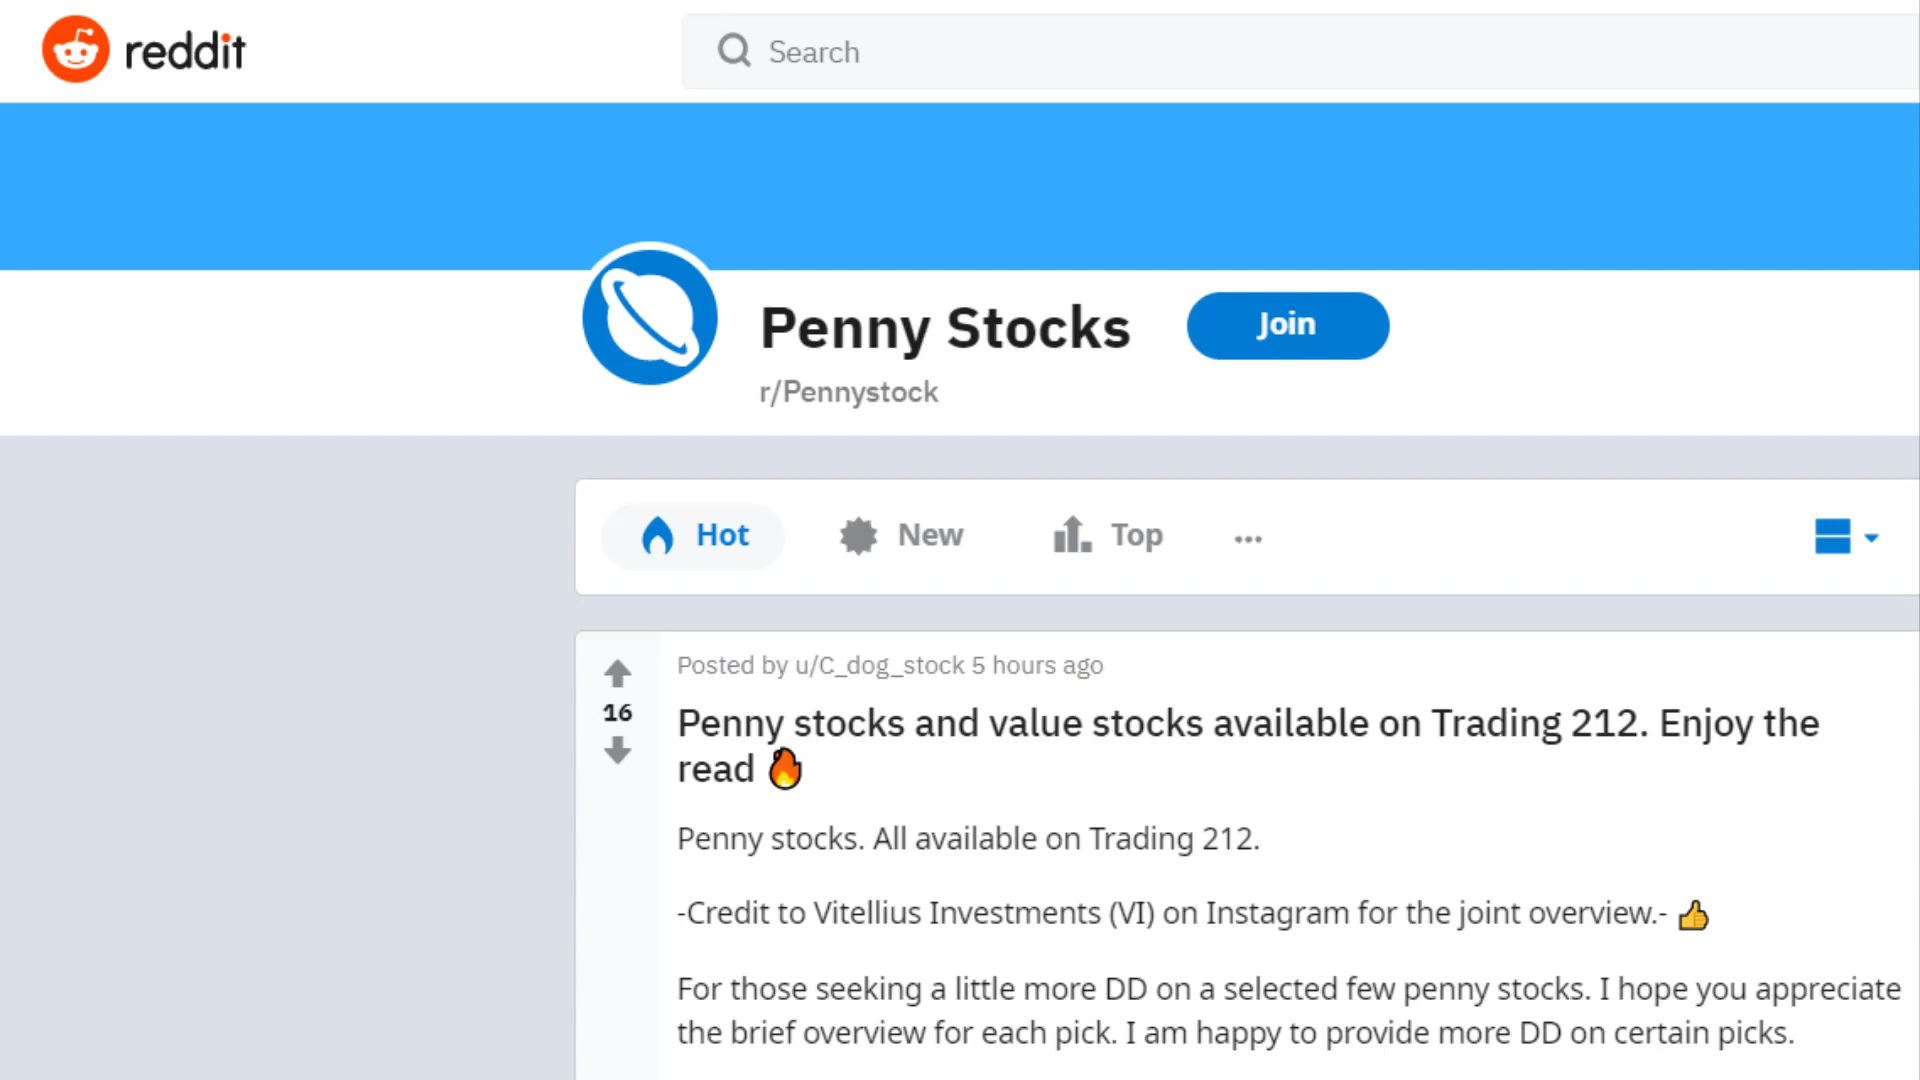 reddit
Search
Penny Stocks
Join
r/Pennystock
Hot
New
Top
...
16
Posted by u/C_dog_stock 5 hours ago
Penny stocks and value stocks available on Trading 212. Enjoy the
read 🔥
Penny stocks. All available on Trading 212.
-Credit to Vitellius Investments (VI) on Instagram for the joint overview.- 👍
For those seeking a little more DD on a selected few penny stocks. I hope you appreciate
the brief overview for each pick. I am happy to provide more DD on certain picks.